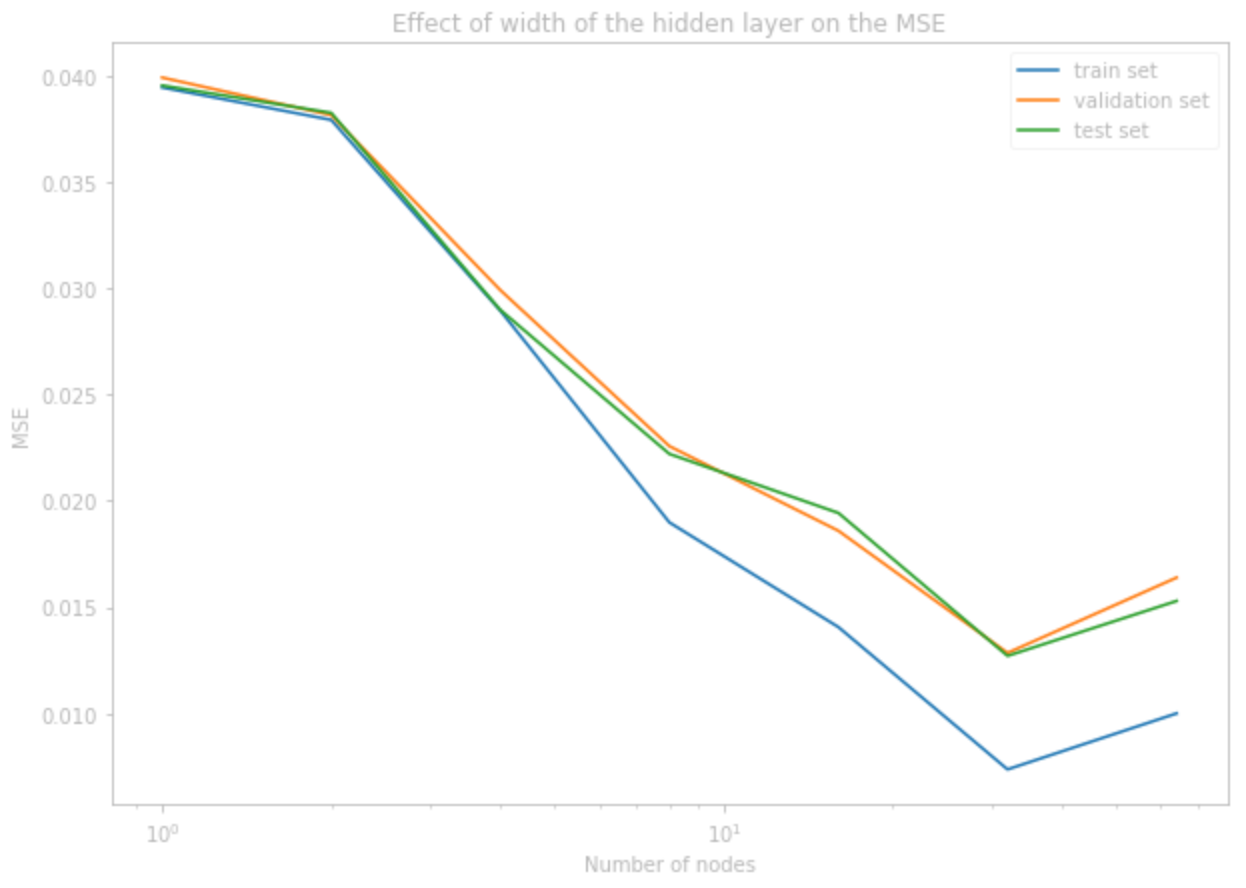 Effect of width of the hidden layer on the MSE
train set
validation set
test set
0.040
0.035
0.030
0.025
0.020
0.015
0.010
MSE
10⁰
10¹
Number of nodes